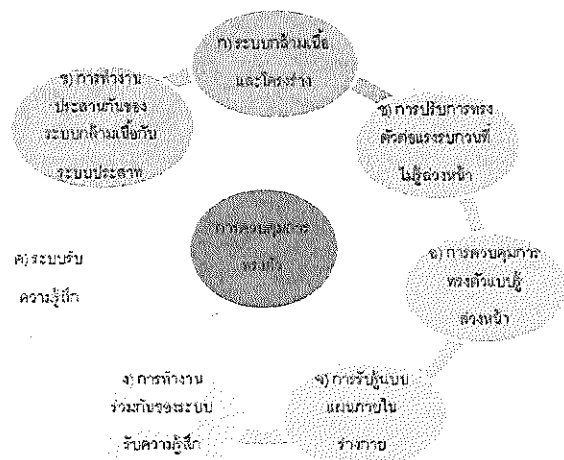 ก) ระบบกล้ามเนื้อ
และโครงร่าง
ข) การทำงาน
ประสานกันของ
ระบบกล้ามเนื้อกับ
ระบบประสาท
ค) ระบบรับ
ความรู้สึก
ง) การทำงาน
ร่วมกันของระบบ
รับความรู้สึก
จ) การรับรู้แบบ
แผนภายใน
ร่างกาย
ฉ) การควบคุมการ
ทรงตัวแบบรู้
ล่วงหน้า
ช) การปรับการทรง
ตัวต่อแรงรบกวนที่
ไม่รู้ล่วงหน้า
การควบคุมการ
ทรงตัว